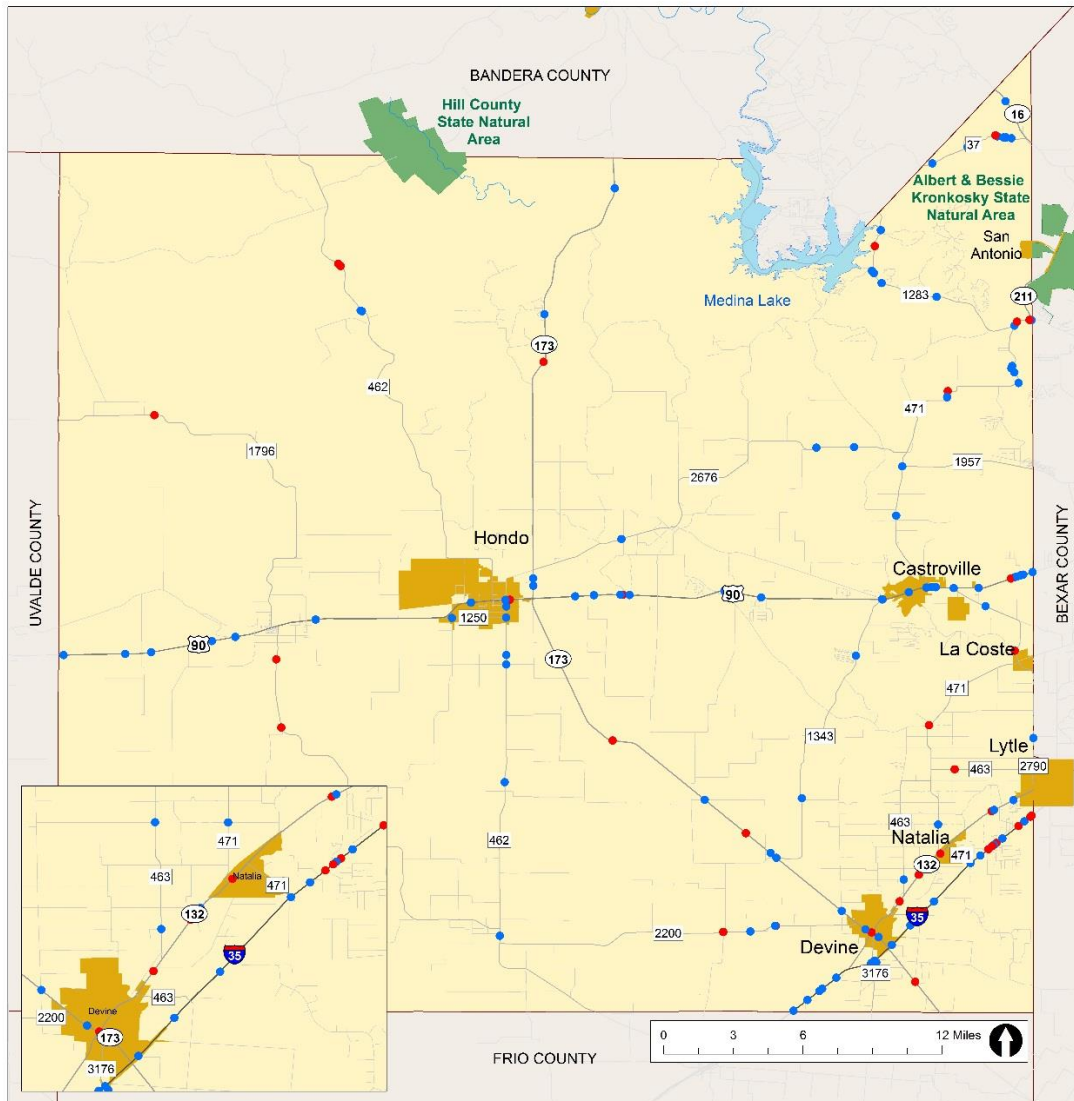 BANDERA COUNTY
Hill County
State Natural
Area
16
37
Albert & Bessie
Kronkosky State
Natural Area
San
Antonio
Medina Lake
1283
211
173
462
471
1796
2676
1957
UVALDE COUNTY
BEXAR COUNTY
Hondo
Castroville
90
1250
90
173
La Coste
471
1343
Lytle
463
2790
462
463
Natalia
471
132
35
2200
Devine
3176
471
463
Natalia
471
132
35
Devine
463
2200
173
3176
0 3 6 12 Miles
FRIO COUNTY